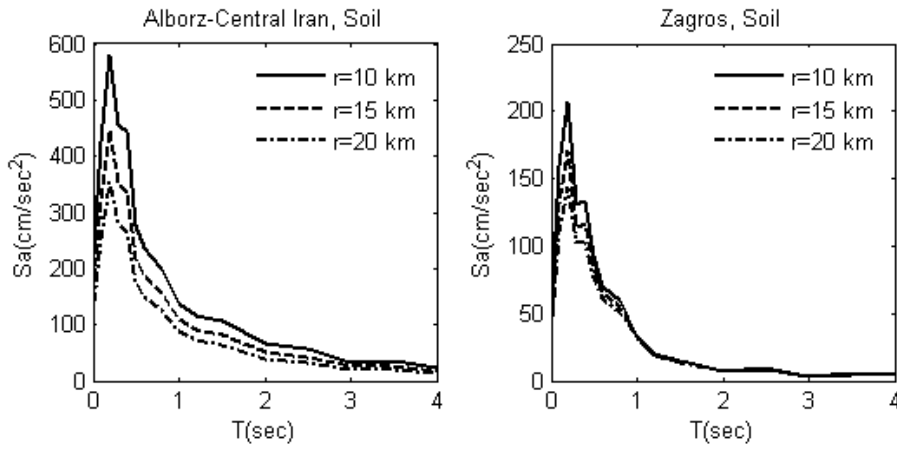 Alborz-Central Iran, Soil
600
500
400
300
200
100
0
Sa(cm/sec²)
r=10 km
r=15 km
r=20 km
0 1 2 3 4
T(sec)
Zagros, Soil
250
200
150
100
50
0
Sa(cm/sec²)
r=10 km
r=15 km
r=20 km
0 1 2 3 4
T(sec)